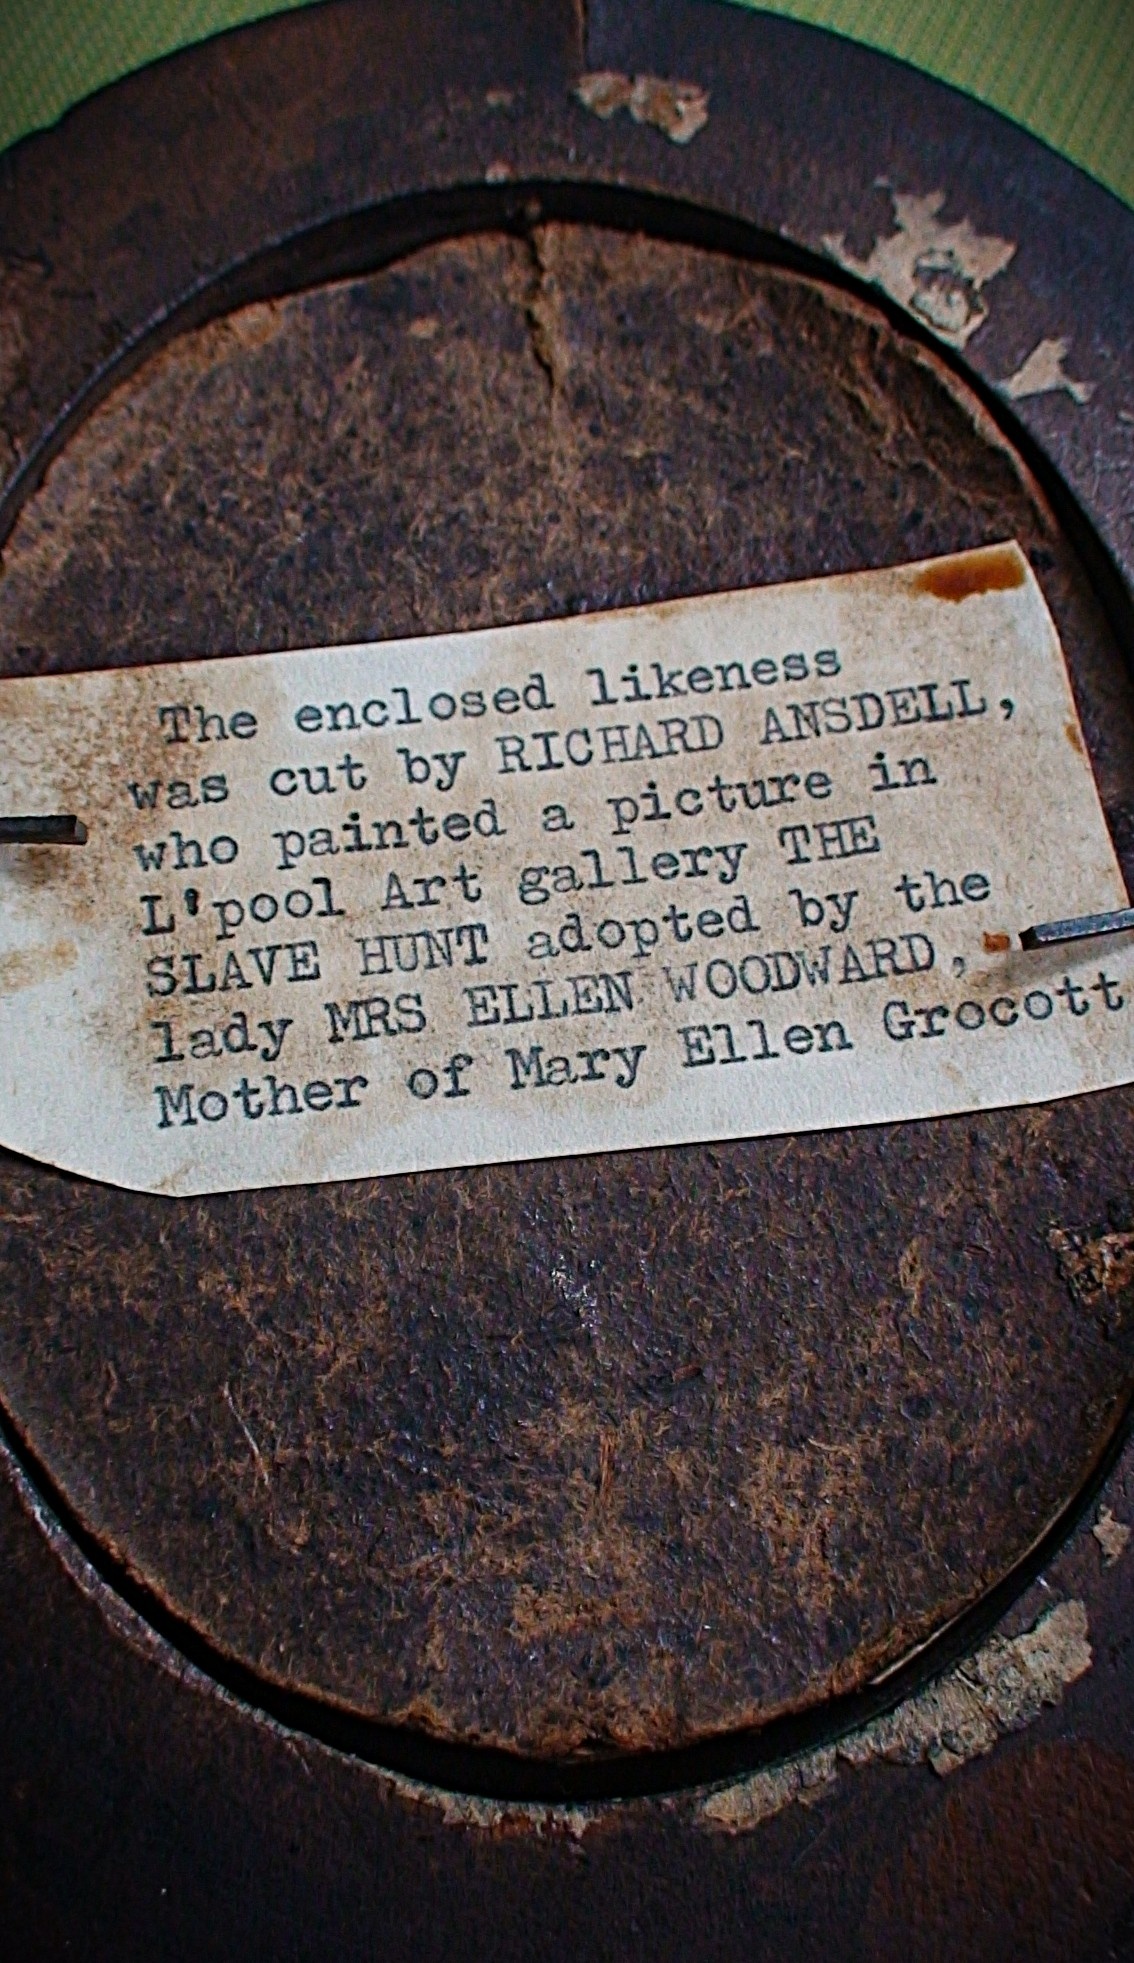 The enclosed likeness
was cut by RICHARD ANSDELL,
who painted a picture in
L'pool Art gallery THE
SLAVE HUNT adopted by the
lady MRS ELLEN WOODWARD,
Mother of Mary Ellen Grocott